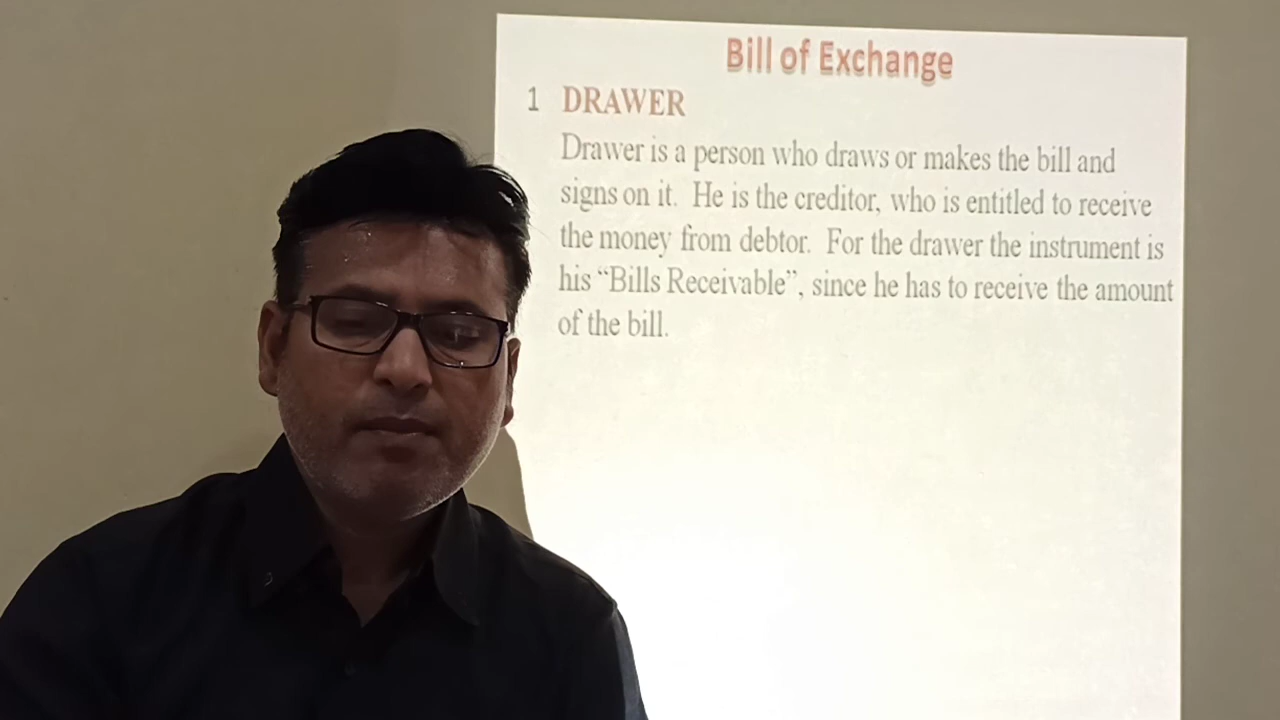 Bill of Exchange
1 DRAWER
Drawer is a person who draws or makes the bill and
signs on it. He is the creditor, who is entitled to receive
the money from debtor. For the drawer the instrument is
his “Bills Receivable”, since he has to receive the amount
of the bill.